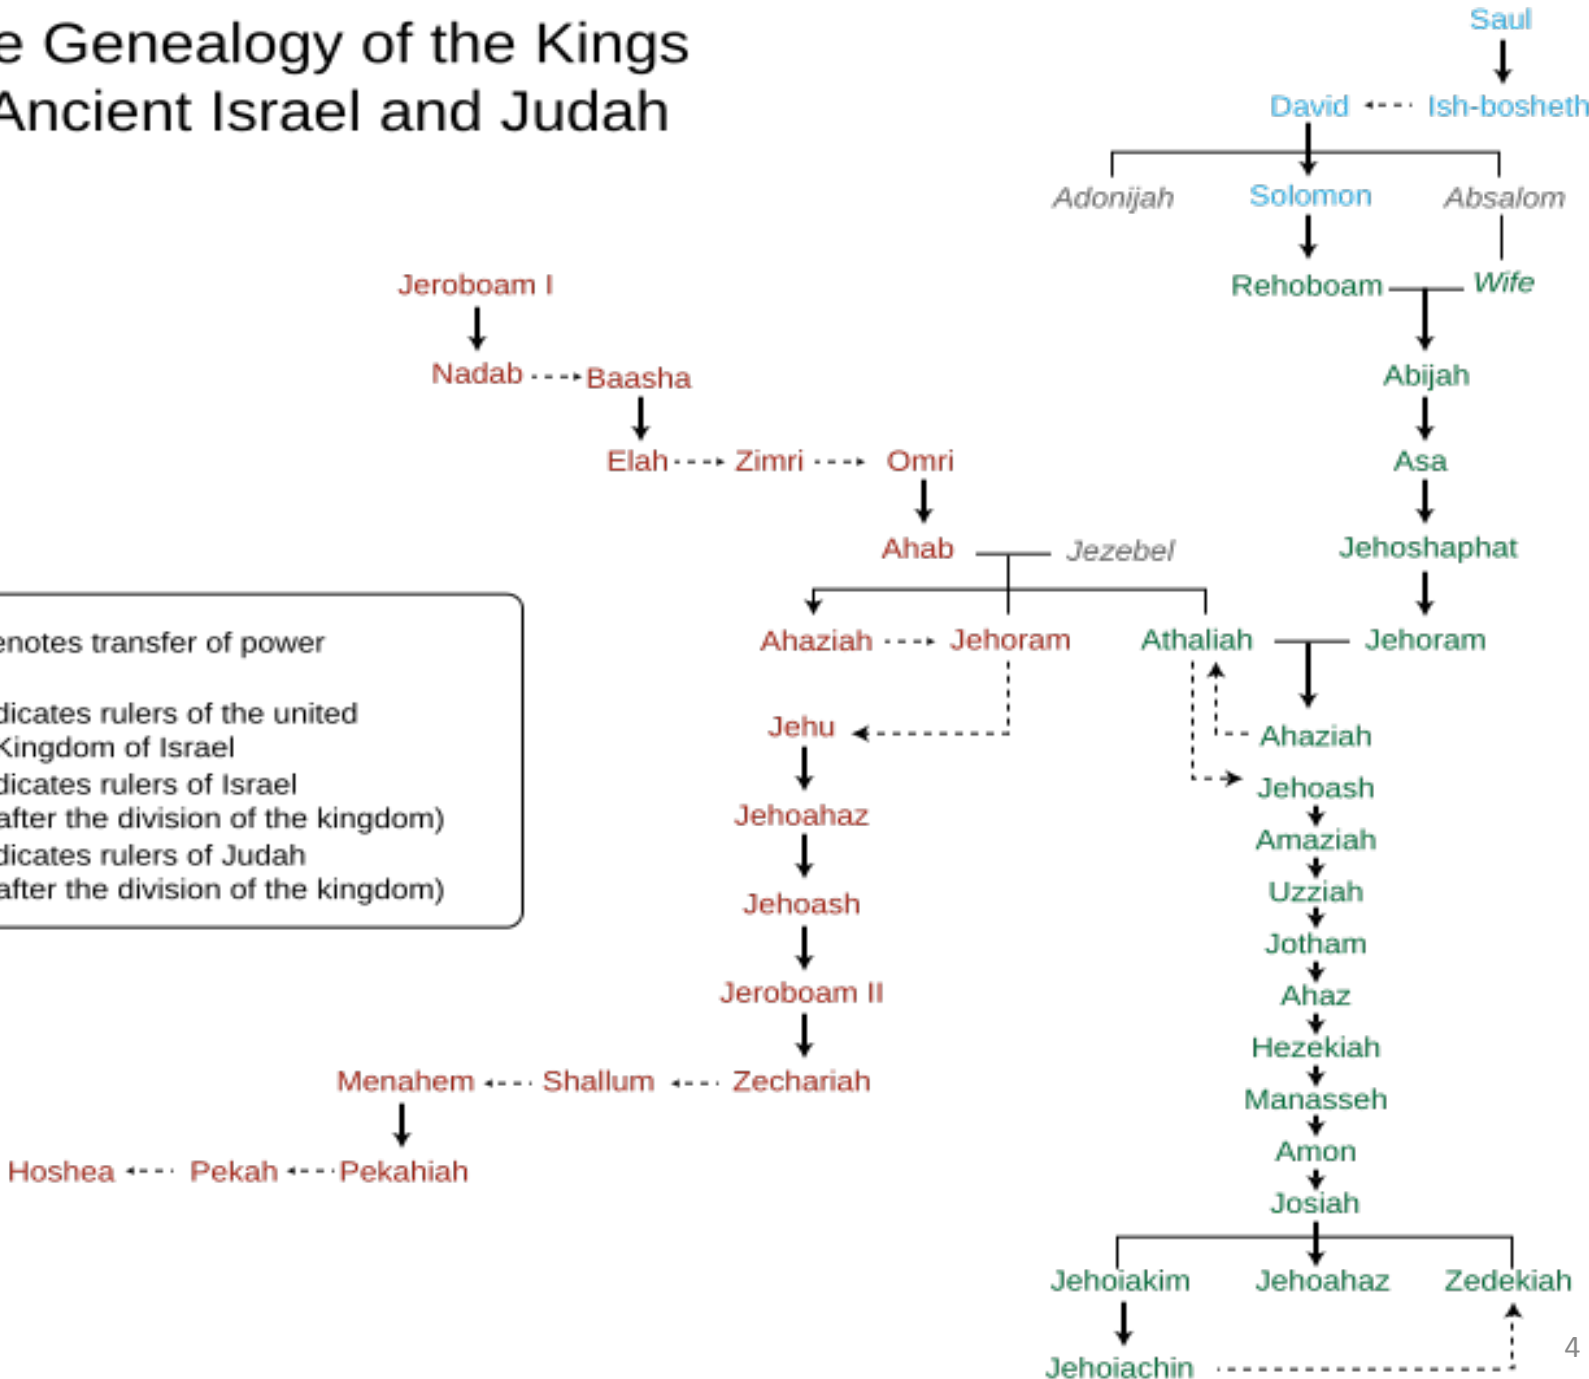 e Genealogy of the Kings
Ancient Israel and Judah
Saul
David
Ish-bosheth
Adonijah
Solomon
Absalom
Jeroboam I
Rehoboam
Wife
Nadab
Baasha
Abijah
Elah
Zimri
Omri
Asa
Ahab
Jezebel
Jehoshaphat
Ahaziah
Jehoram
Athaliah
Jehoram
enotes transfer of power
dicates rulers of the united
Kingdom of Israel
dicates rulers of Israel
after the division of the kingdom)
dicates rulers of Judah
after the division of the kingdom)
Jehu
Ahaziah
Jehoash
Jehoahaz
Amaziah
Uzziah
Jehoash
Jotham
Jeroboam II
Ahaz
Hezekiah
Menahem
Shallum
Zechariah
Manasseh
Amon
Hoshea
Pekah
Pekahiah
Josiah
Jehoiakim
Jehoahaz
Zedekiah
Jehoiachin
4